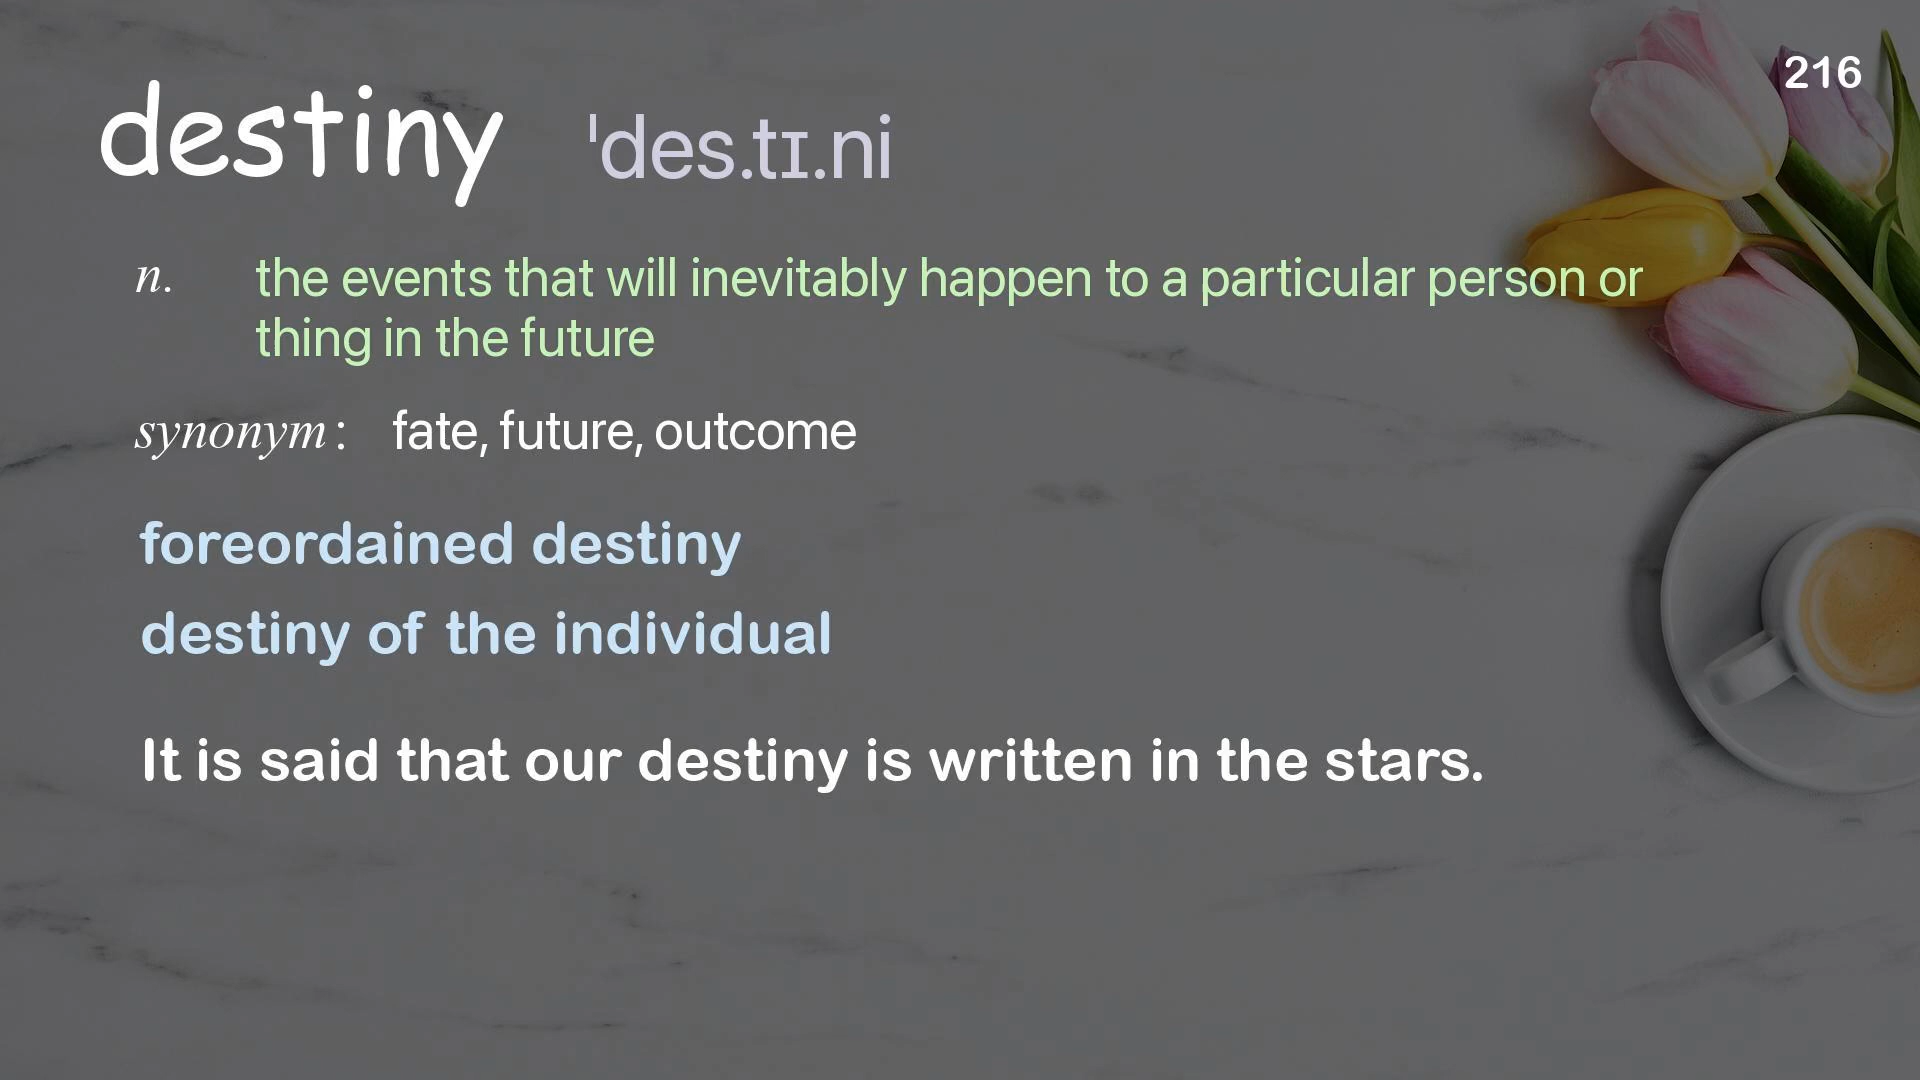 216
destiny ˈdes.tɪ.ni
n. the events that will inevitably happen to a particular person or
thing in the future
synonym: fate, future, outcome
foreordained destiny
destiny of the individual
It is said that our destiny is written in the stars.